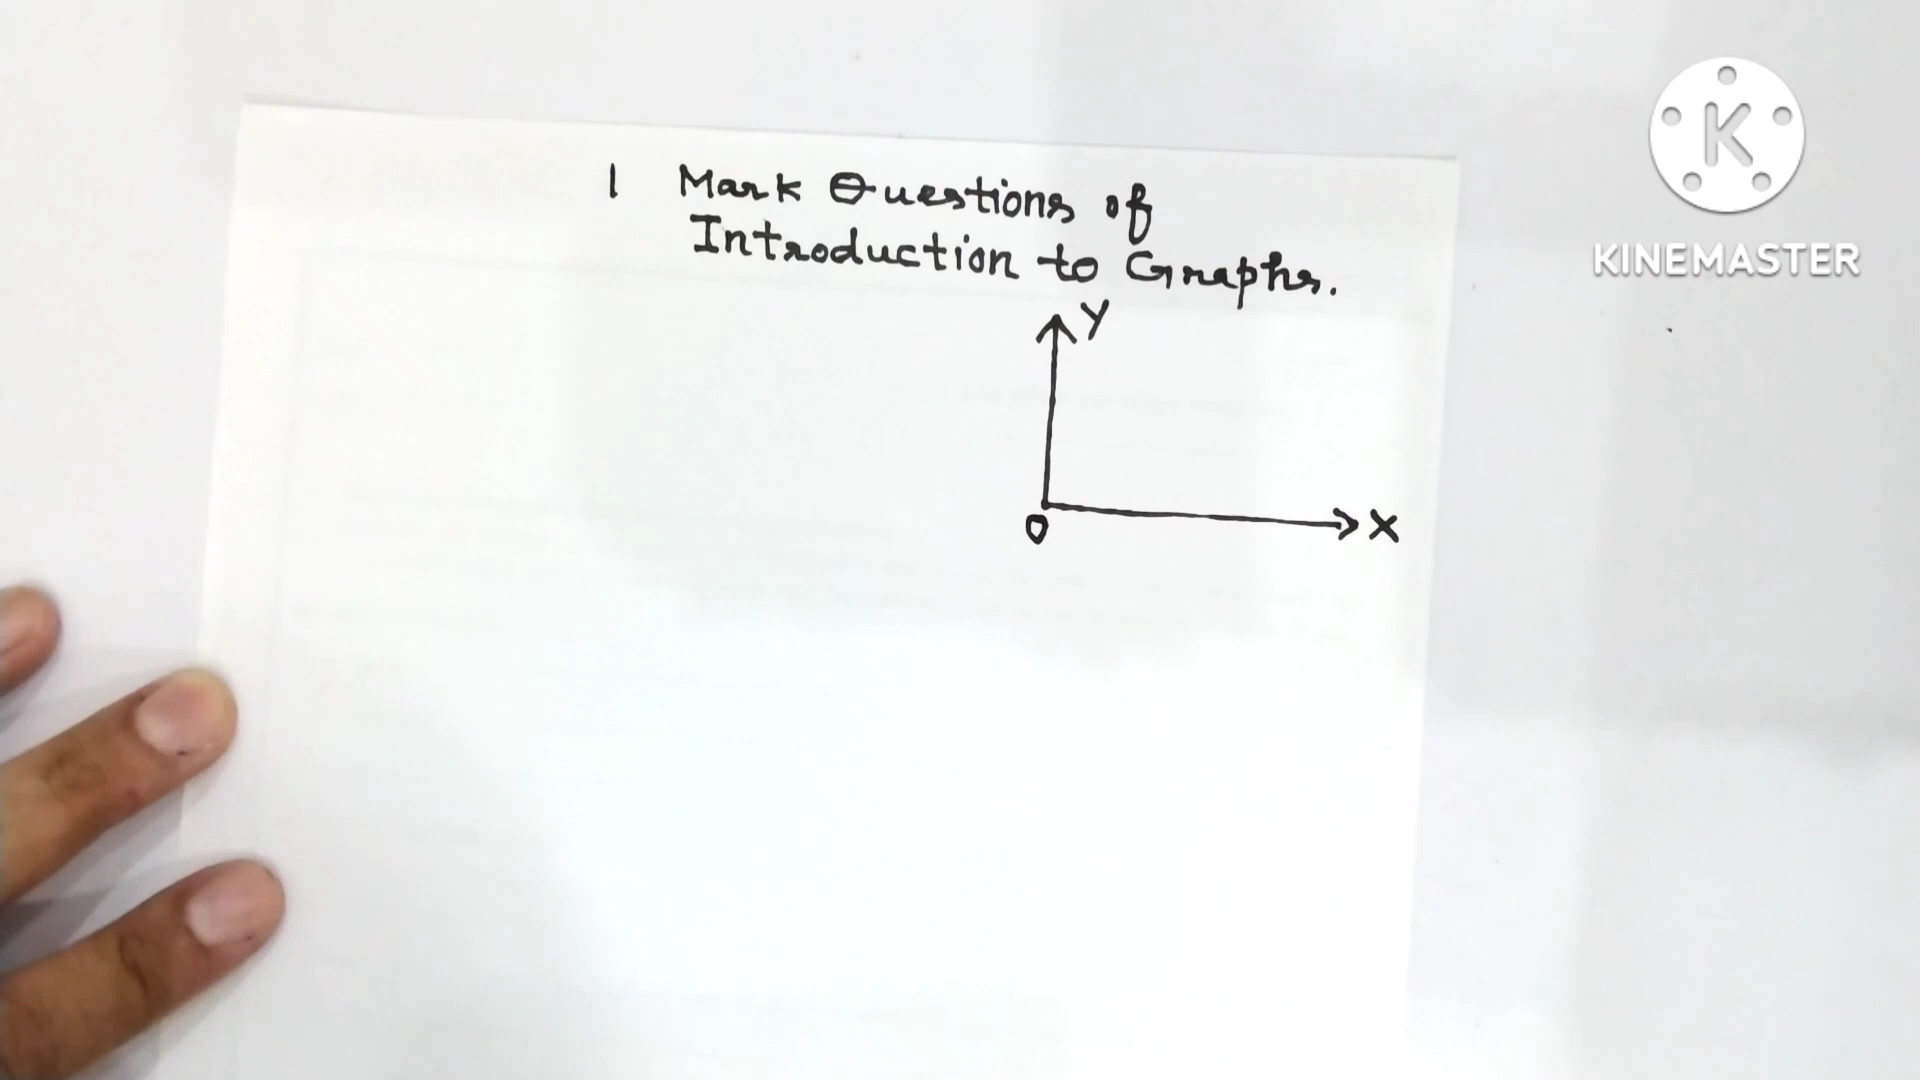 1 Mark Questions of
Introduction to Graphs.
Y
O
X
K
KINEMASTER